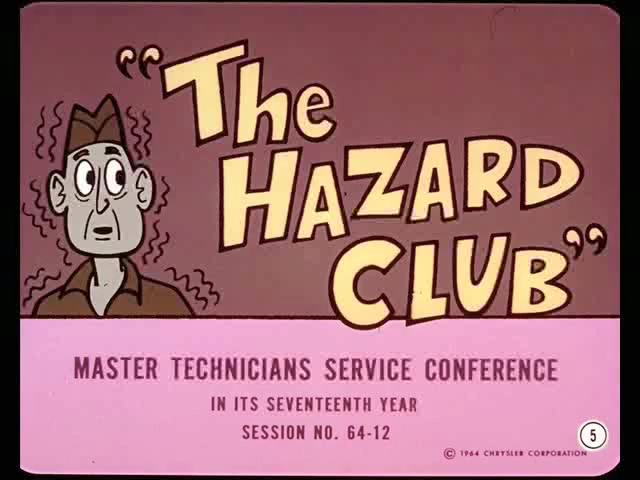 “The
HAZARD
CLUB”
MASTER TECHNICIANS SERVICE CONFERENCE
IN ITS SEVENTEENTH YEAR
SESSION NO. 64-12
© 1964 CHRYSLER CORPORATION
5